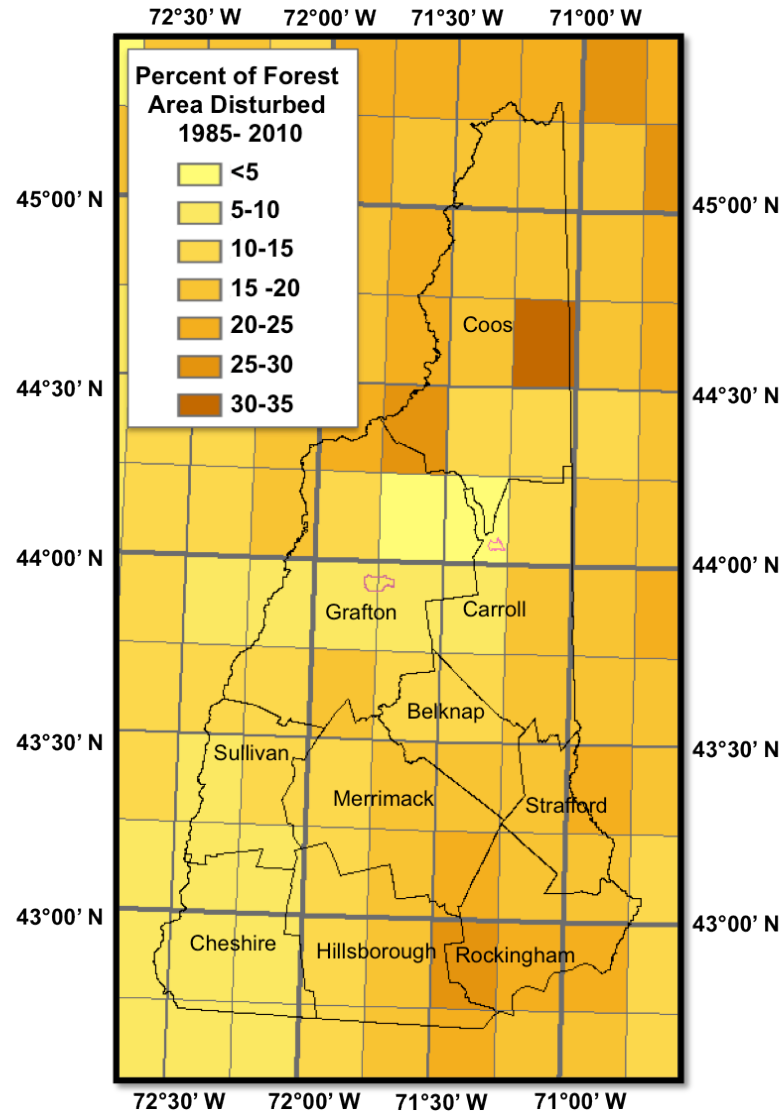 72°30’ W 72°00’ W 71°30’ W 71°00’ W
Percent of Forest
Area Disturbed
1985- 2010
<5
5-10
10-15
15 -20
20-25
25-30
30-35
45°00’ N 45°00’ N
Coos
44°30’ N 44°30’ N
44°00’ N 44°00’ N
Grafton Carroll
Belknap
43°30’ N 43°30’ N
Sullivan
Merrimack Strafford
43°00’ N 43°00’ N
Cheshire Hillsborough Rockingham
72°30’ W 72°00’ W 71°30’ W 71°00’ W